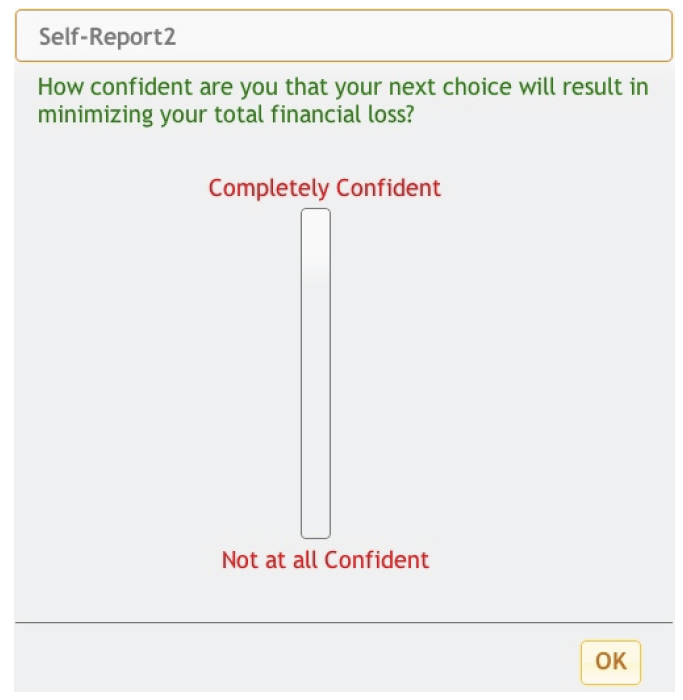 Self-Report2
How confident are you that your next choice will result in
minimizing your total financial loss?
Completely Confident
Not at all Confident
OK